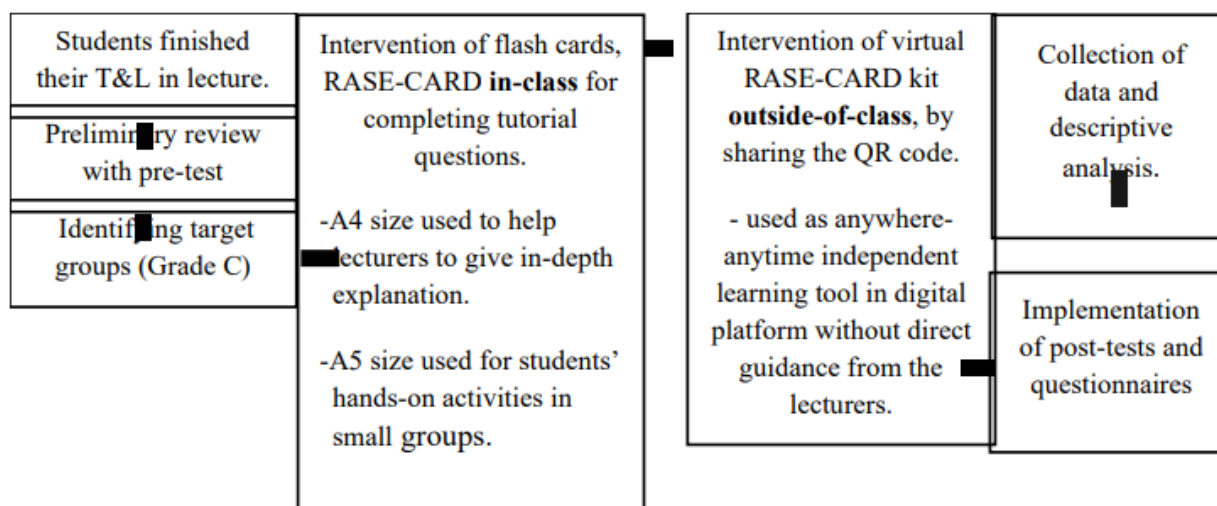 Students finished
their T&L in lecture.
Preliminary review
with pre-test
Identifying target
groups (Grade C)
Intervention of flash cards,
RASE-CARD in-class for
completing tutorial
questions.
-A4 size used to help
lecturers to give in-depth
explanation.
-A5 size used for students’
hands-on activities in
small groups.
Intervention of virtual
RASE-CARD kit
outside-of-class, by
sharing the QR code.
- used as anywhere-
anytime independent
learning tool in digital
platform without direct
guidance from the
lecturers.
Collection of
data and
descriptive
analysis.
Implementation
of post-tests and
questionnaires